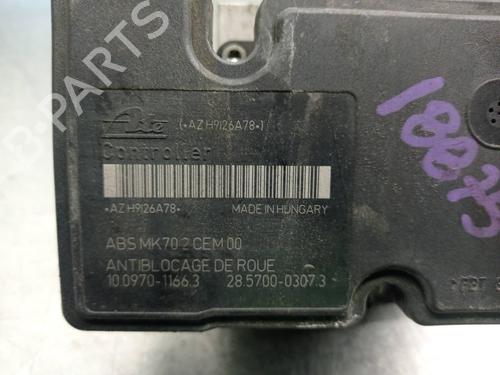 Ate (•AZ H9126A78•)
Controller
•AZ H9126A78• MADE IN HUNGARY
ABS MK70 2 CEM 00
ANTIBLOCAGE DE ROUE
10.0970-1166.3 28.5700-0307.3
18875
B-Parts